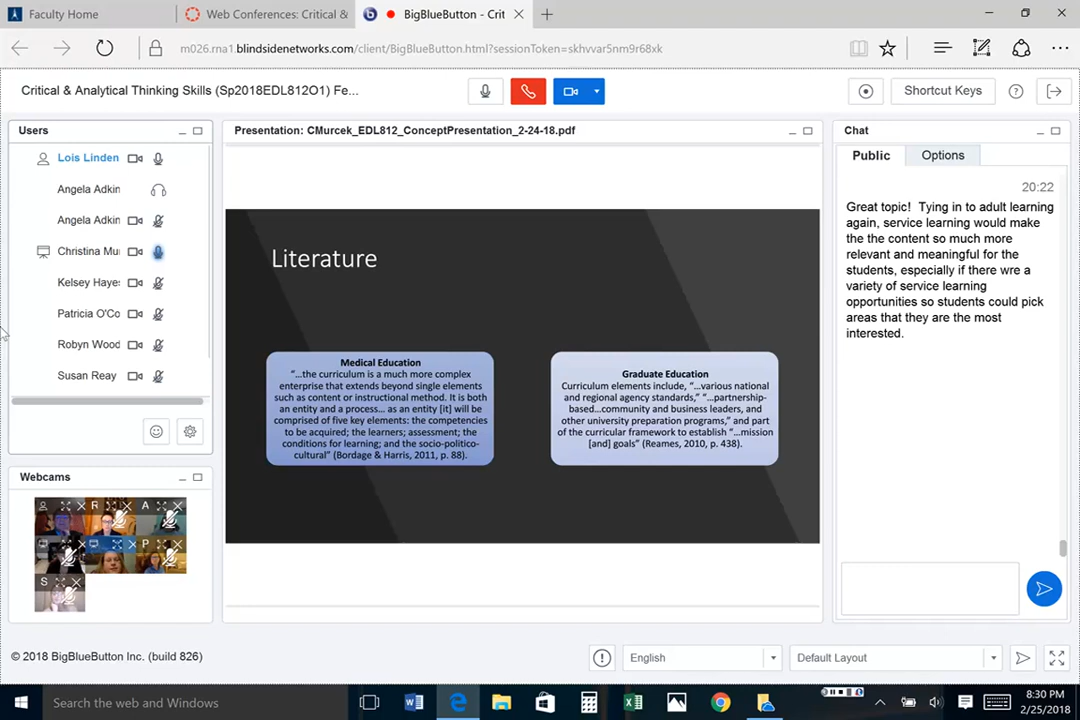 Faculty Home
Web Conferences: Critical &
BigBlueButton - Crit
m026.rna1.blindsidenetworks.com/client/BigBlueButton.html?sessionToken=skhvvar5nm9r68xk
Critical & Analytical Thinking Skills (Sp2018EDL812O1) Fe...
Shortcut Keys
Users
Lois Linden
Angela Adkin
Angela Adkin
Christina Mur
Kelsey Haye:
Patricia O'Co
Robyn Wood
Susan Reay
Webcams
R
A
P
S
Presentation: CMurcek_EDL812_ConceptPresentation_2-24-18.pdf
Literature
Medical Education
"...the curriculum is a much more complex
enterprise that extends beyond single elements
such as content or instructional method. It is both
an entity and a process... as an entity [it] will be
comprised of five key elements: the competencies
to be acquired; the learners; assessment; the
conditions for learning; and the socio-politico-
cultural" (Bordage & Harris, 2011, p. 88).
Graduate Education
Curriculum elements include, "...various national
and regional agency standards," "...partnership-
based...community and business leaders, and
other university preparation programs," and part
of the curricular framework to establish "...mission
[and] goals" (Reames, 2010, p. 438).
Chat
Public
Options
20:22
Great topic!  Tying in to adult learning
again, service learning would make
the the content so much more
relevant and meaningful for the
students, especially if there wre a
variety of service learning
opportunities so students could pick
areas that they are the most
interested.
© 2018 BigBlueButton Inc. (build 826)
English
Default Layout
Search the web and Windows
8:30 PM
2/25/2018